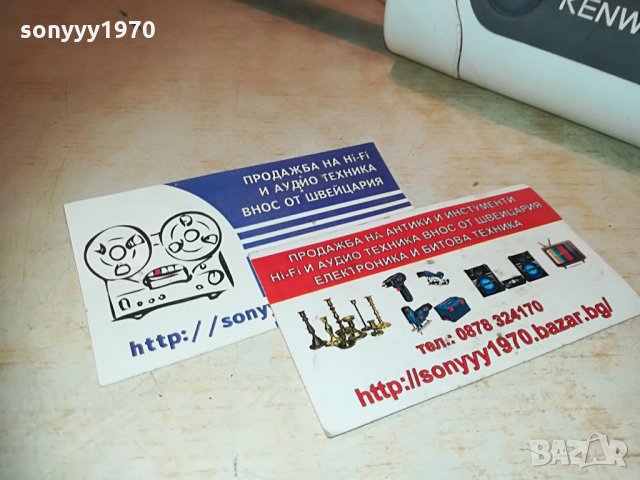 sonyyy1970
KENW
ПРОДАЖБА НА Hi-Fi
И АУДИО ТЕХНИКА
ВНОС ОТ ШВЕЙЦАРИЯ
http://sony
ПРОДАЖБА НА АНТИКИ И ИНСТУМЕНТИ
Hi-Fi И АУДИО ТЕХНИКА ВНОС ОТ ШВЕЙЦАРИЯ
ЕЛЕКТРОНИКА И БИТОВА ТЕХНИКА
тел.: 0878 324170
http://sonyyy1970.bazar.bg/
BAZAR.bg